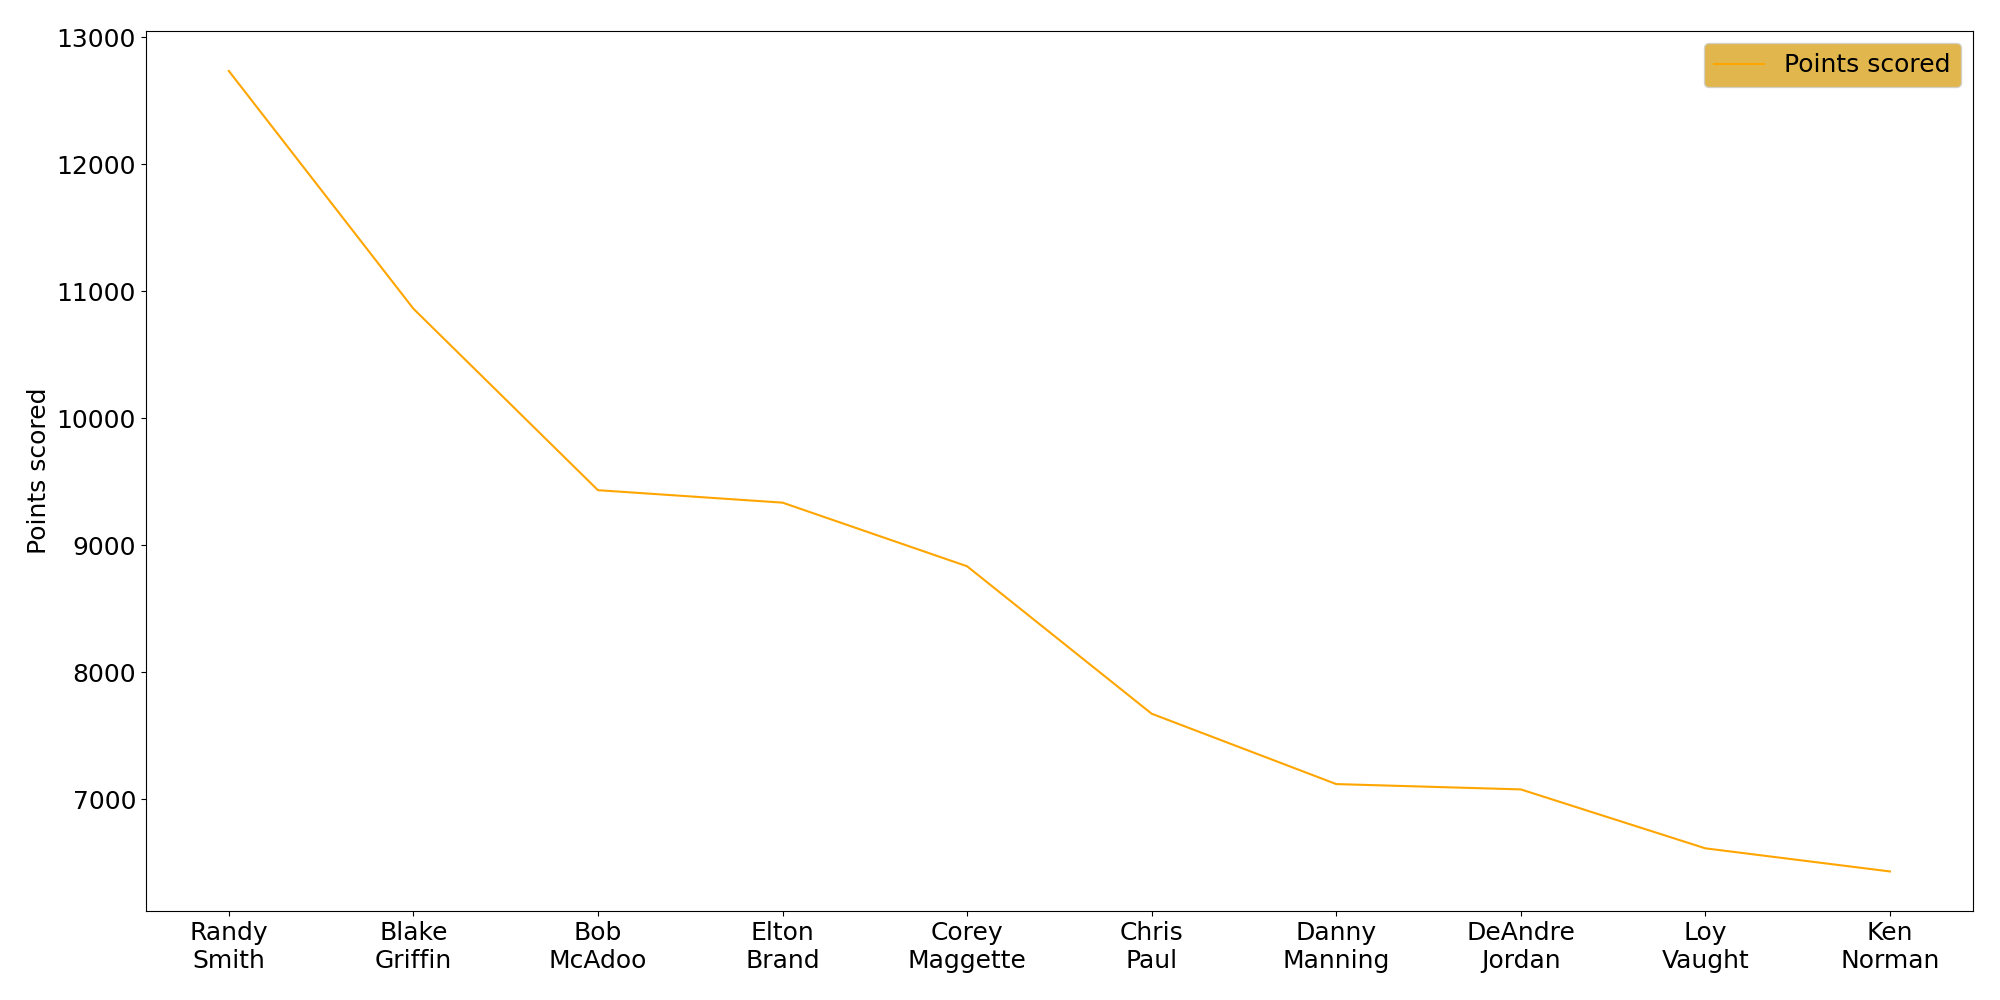 Points scored
13000
12000
11000
10000
9000
8000
7000
Points scored
Randy
Smith
Blake
Griffin
Bob
McAdoo
Elton
Brand
Corey
Maggette
Chris
Paul
Danny
Manning
DeAndre
Jordan
Loy
Vaught
Ken
Norman